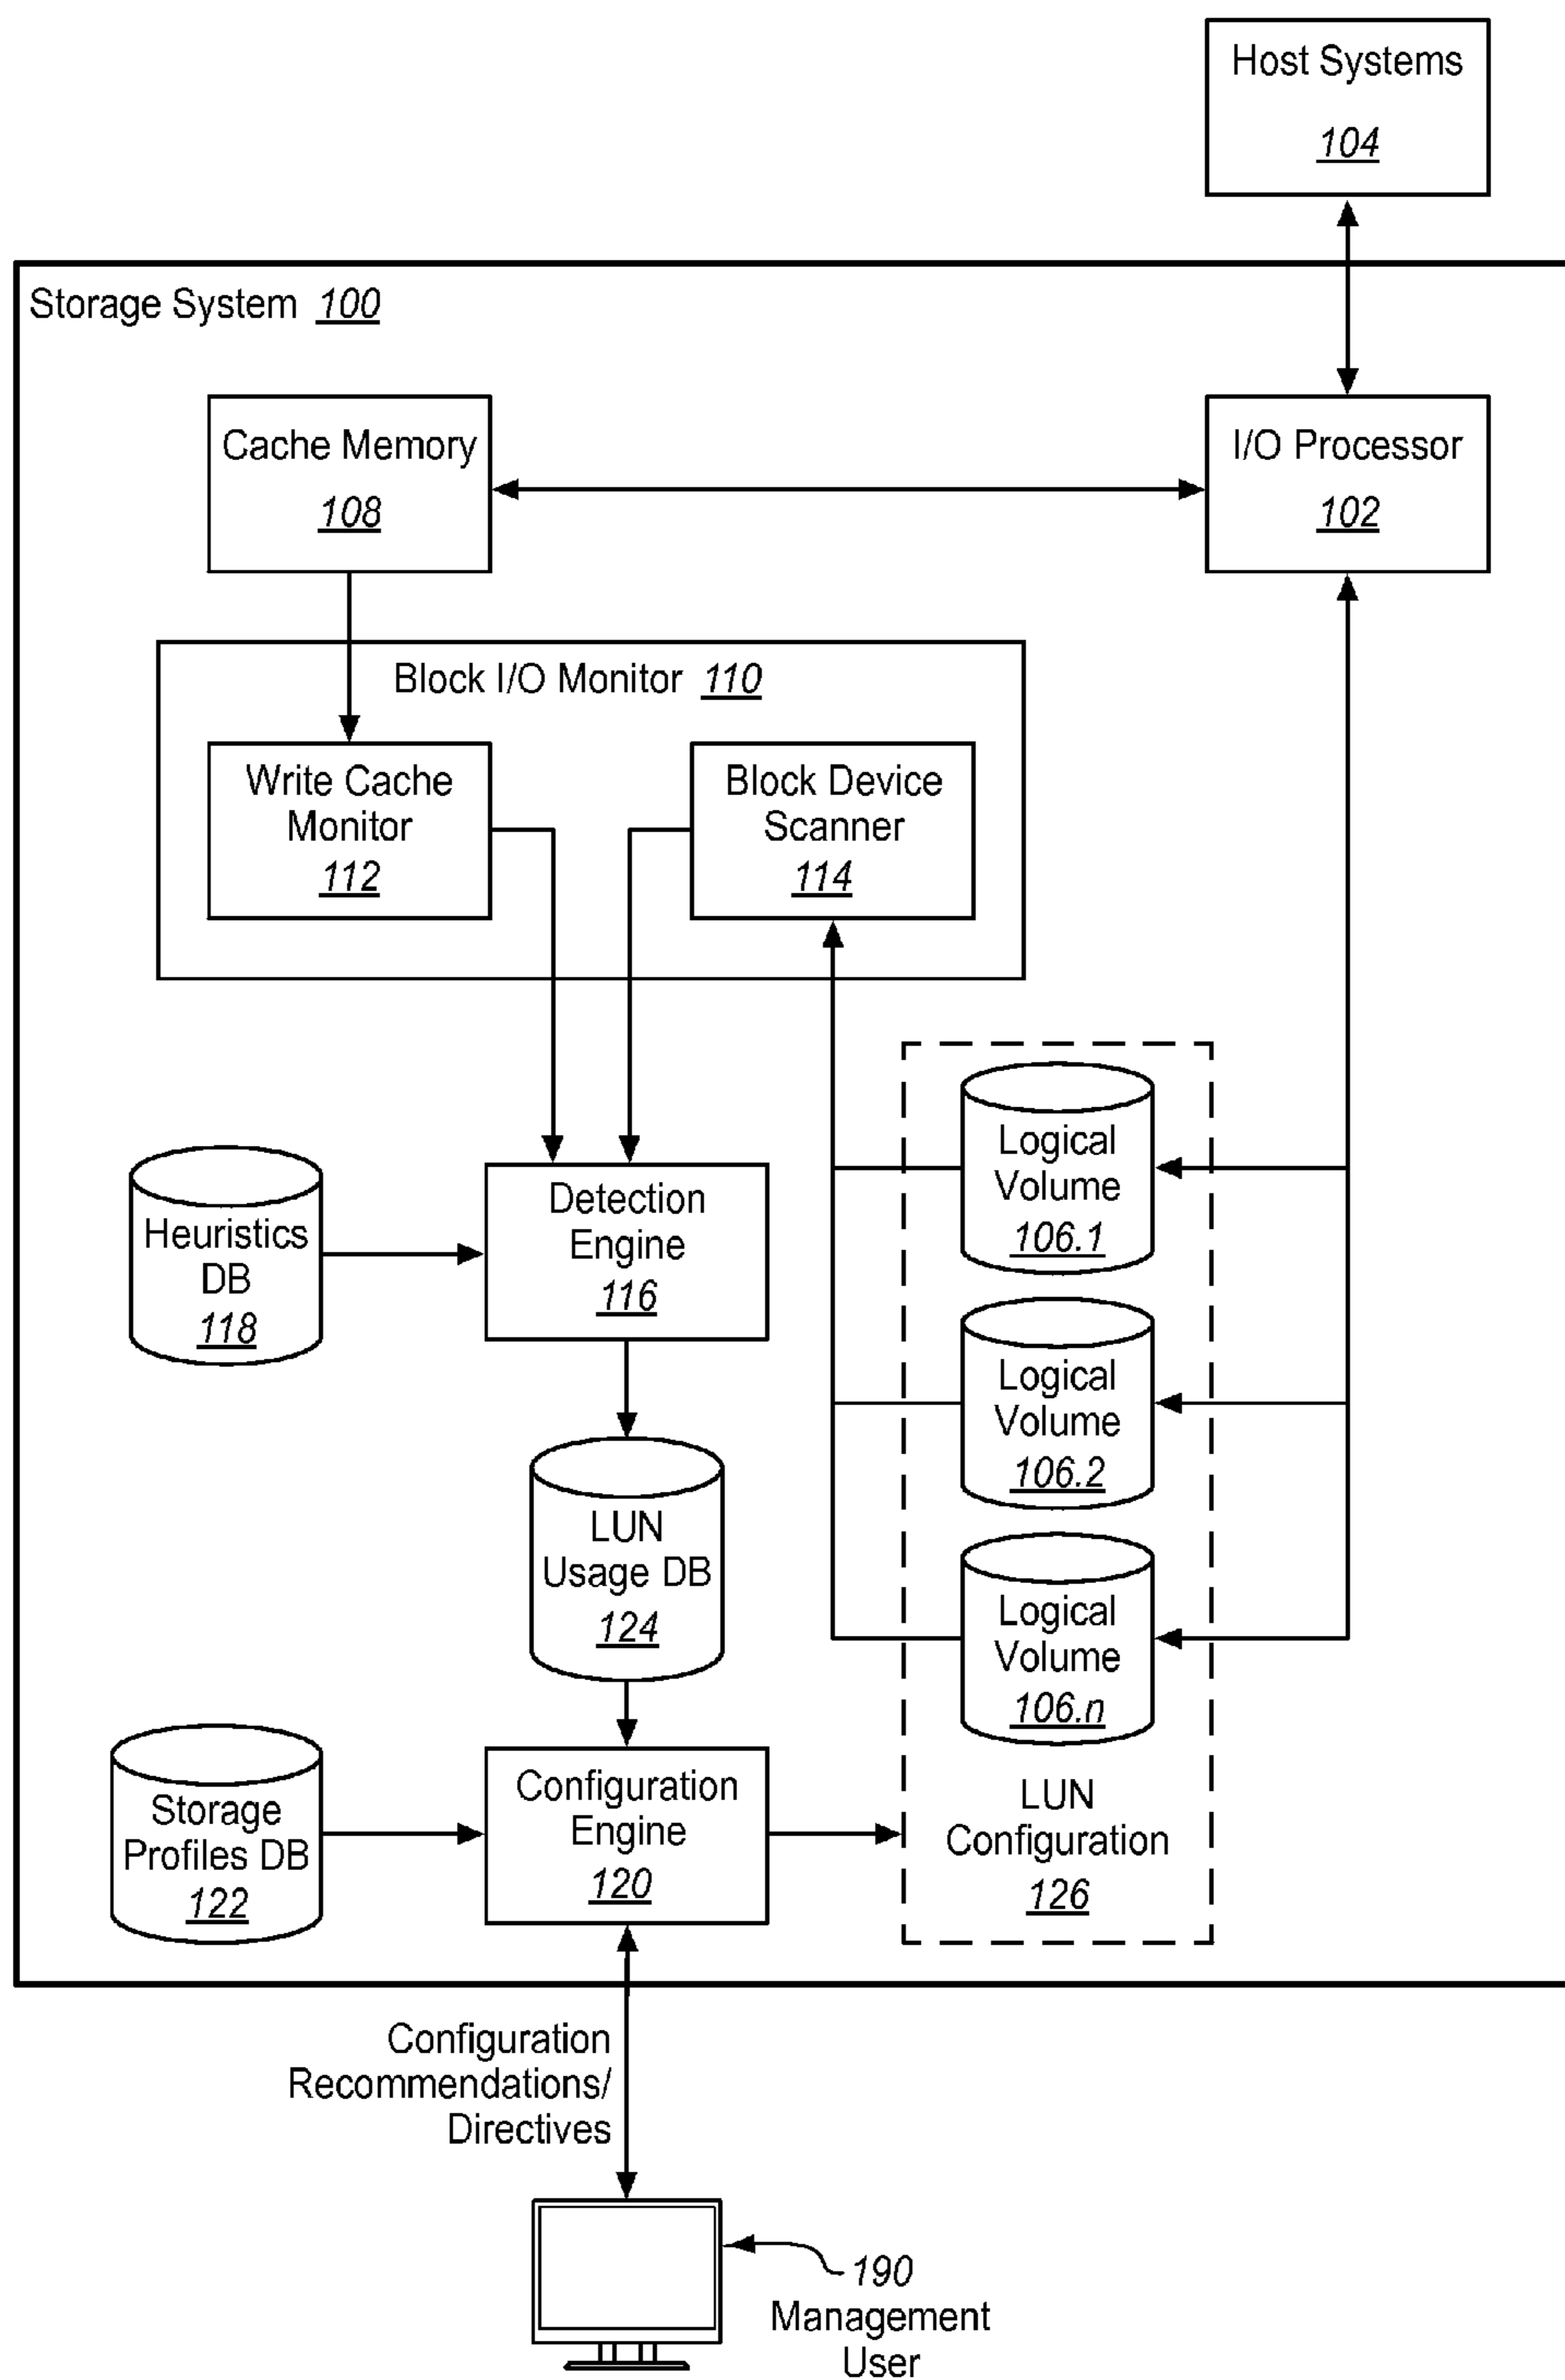 Host Systems
104
Storage System 100
Cache Memory
108
I/O Processor
102
Block I/O Monitor 110
Write Cache
Monitor
112
Block Device
Scanner
114
Logical
Volume
106.1
Heuristics
DB
118
Detection
Engine
116
Logical
Volume
106.2
LUN
Usage DB
124
Logical
Volume
106.n
Storage
Profiles DB
122
Configuration
Engine
120
LUN
Configuration
126
Configuration
Recommendations/
Directives
190
Management
User